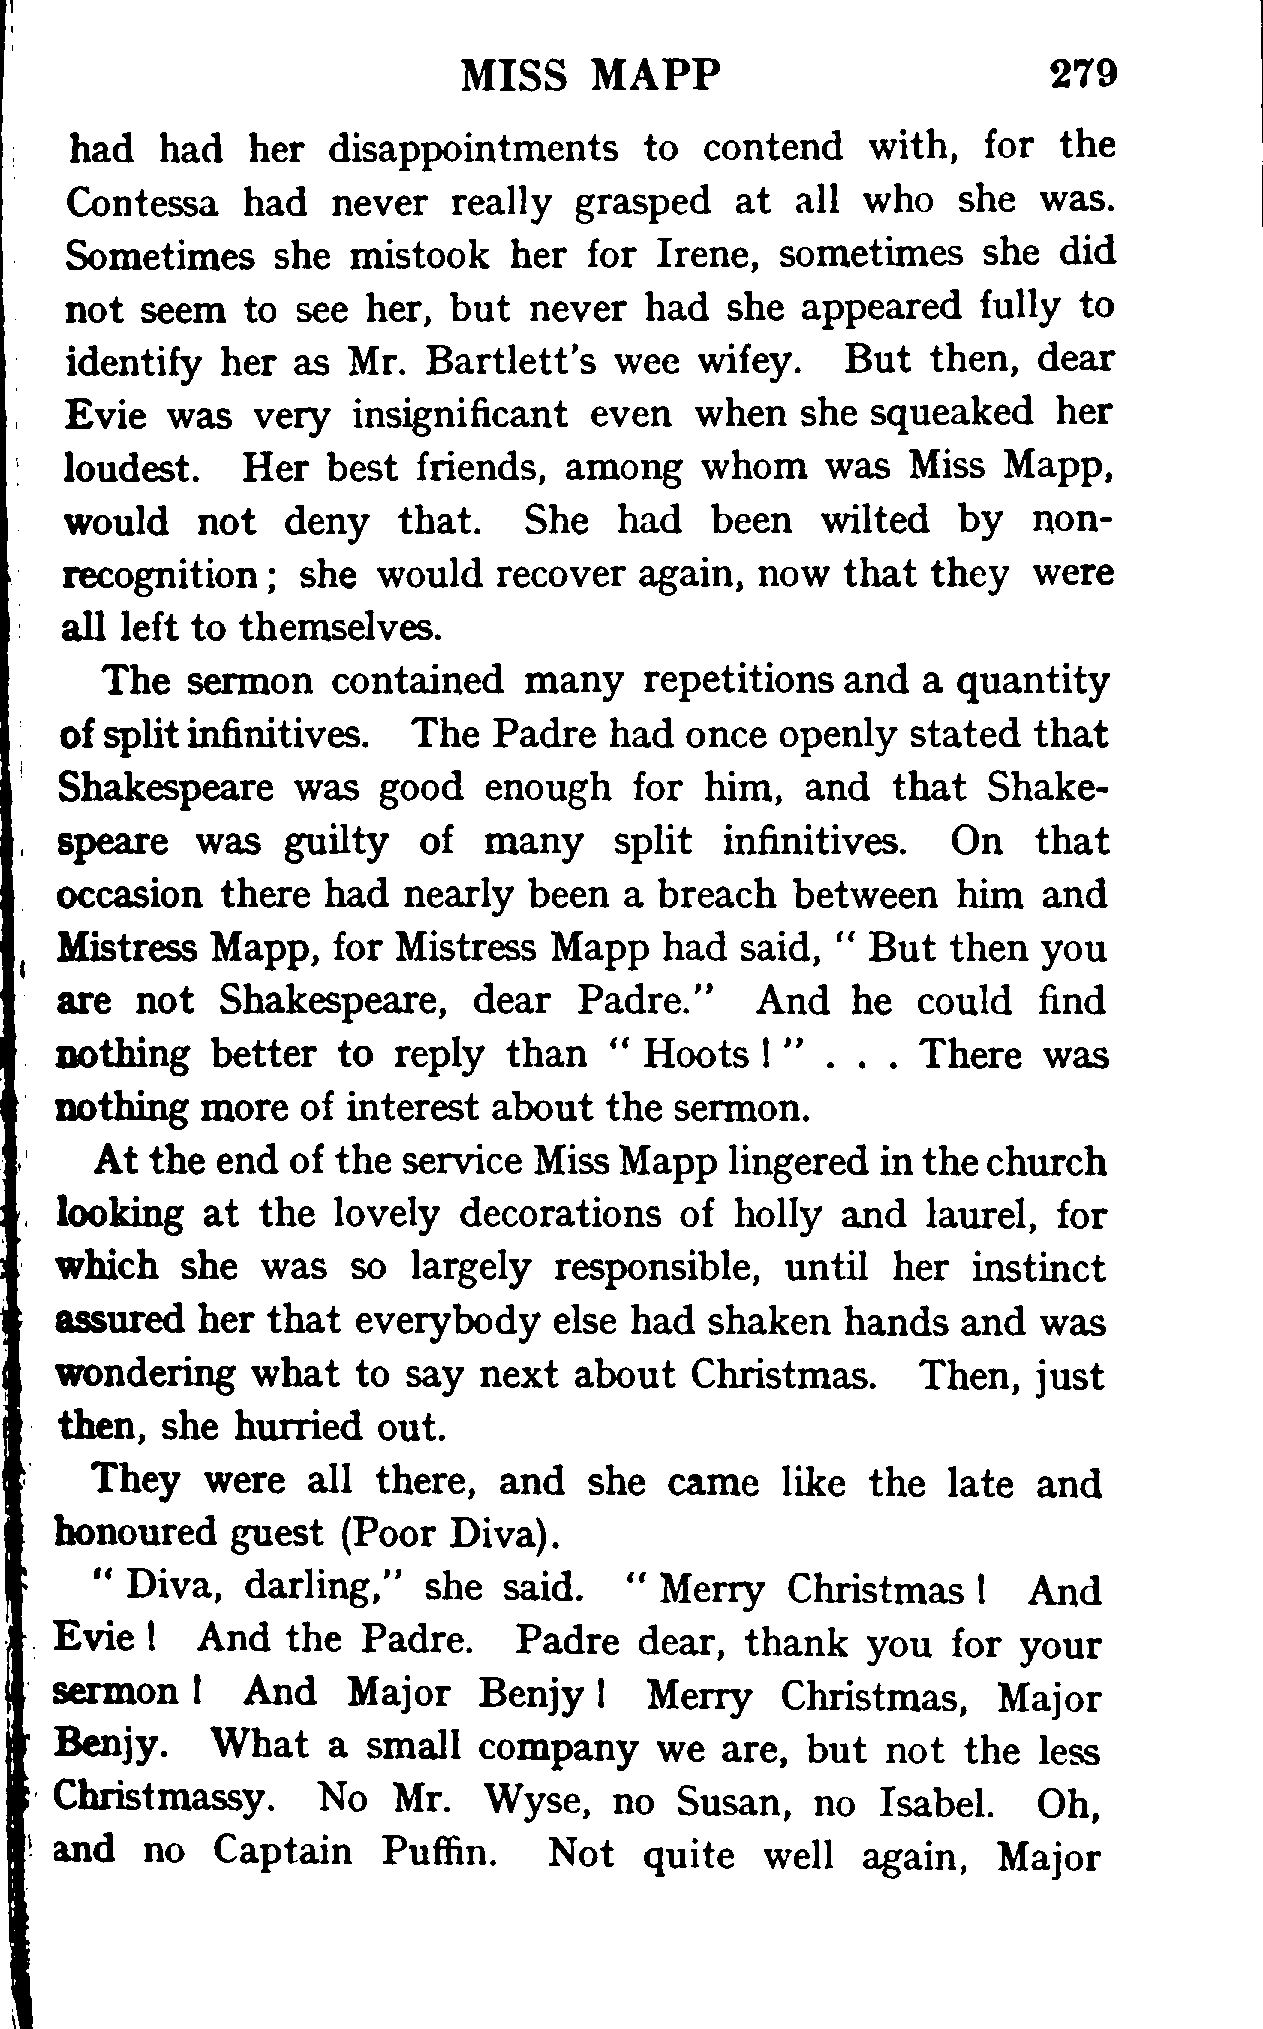 MISS MAPP 279
had had her disappointments to contend with, for the
Contessa had never really grasped at all who she was.
Sometimes she mistook her for Irene, sometimes she did
not seem to see her, but never had she appeared fully to
identify her as Mr. Bartlett's wee wifey. But then, dear
Evie was very insignificant even when she squeaked her
loudest. Her best friends, among whom was Miss Mapp,
would not deny that. She had been wilted by non-
recognition; she would recover again, now that they were
all left to themselves.
The sermon contained many repetitions and a quantity
of split infinitives. The Padre had once openly stated that
Shakespeare was good enough for him, and that Shake-
speare was guilty of many split infinitives. On that
occasion there had nearly been a breach between him and
Mistress Mapp, for Mistress Mapp had said, "But then you
are not Shakespeare, dear Padre." And he could find
nothing better to reply than "Hoots!" . . . There was
nothing more of interest about the sermon.
At the end of the service Miss Mapp lingered in the church
looking at the lovely decorations of holly and laurel, for
which she was so largely responsible, until her instinct
assured her that everybody else had shaken hands and was
wondering what to say next about Christmas. Then, just
then, she hurried out.
They were all there, and she came like the late and
honoured guest (Poor Diva).
"Diva, darling," she said. "Merry Christmas! And
Evie! And the Padre. Padre dear, thank you for your
sermon! And Major Benjy! Merry Christmas, Major
Benjy. What a small company we are, but not the less
Christmassy. No Mr. Wyse, no Susan, no Isabel. Oh,
and no Captain Puffin. Not quite well again, Major